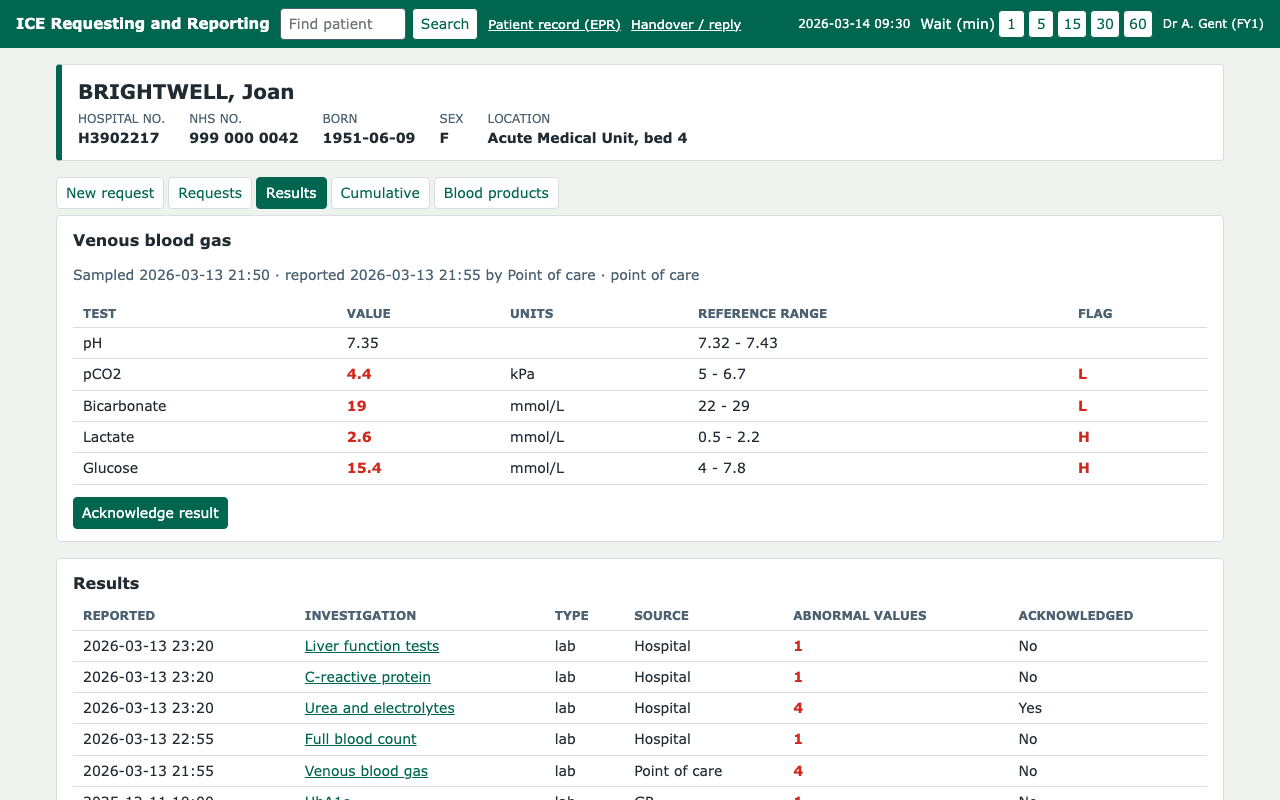 ICE Requesting and Reporting Find patient Search Patient record (EPR) Handover / reply 2026-03-14 09:30 Wait (min) 1 5 15 30 60 Dr A. Gent (FY1)
BRIGHTWELL, Joan
HOSPITAL NO. NHS NO. BORN SEX LOCATION
H3902217 999 000 0042 1951-06-09 F Acute Medical Unit, bed 4
New request Requests Results Cumulative Blood products
Venous blood gas
Sampled 2026-03-13 21:50 · reported 2026-03-13 21:55 by Point of care · point of care
TEST VALUE UNITS REFERENCE RANGE FLAG
pH 7.35 7.32 - 7.43
pCO2 4.4 kPa 5 - 6.7 L
Bicarbonate 19 mmol/L 22 - 29 L
Lactate 2.6 mmol/L 0.5 - 2.2 H
Glucose 15.4 mmol/L 4 - 7.8 H
Acknowledge result
Results
REPORTED INVESTIGATION TYPE SOURCE ABNORMAL VALUES ACKNOWLEDGED
2026-03-13 23:20 Liver function tests lab Hospital 1 No
2026-03-13 23:20 C-reactive protein lab Hospital 1 No
2026-03-13 23:20 Urea and electrolytes lab Hospital 4 Yes
2026-03-13 22:55 Full blood count lab Hospital 1 No
2026-03-13 21:55 Venous blood gas lab Point of care 4 No